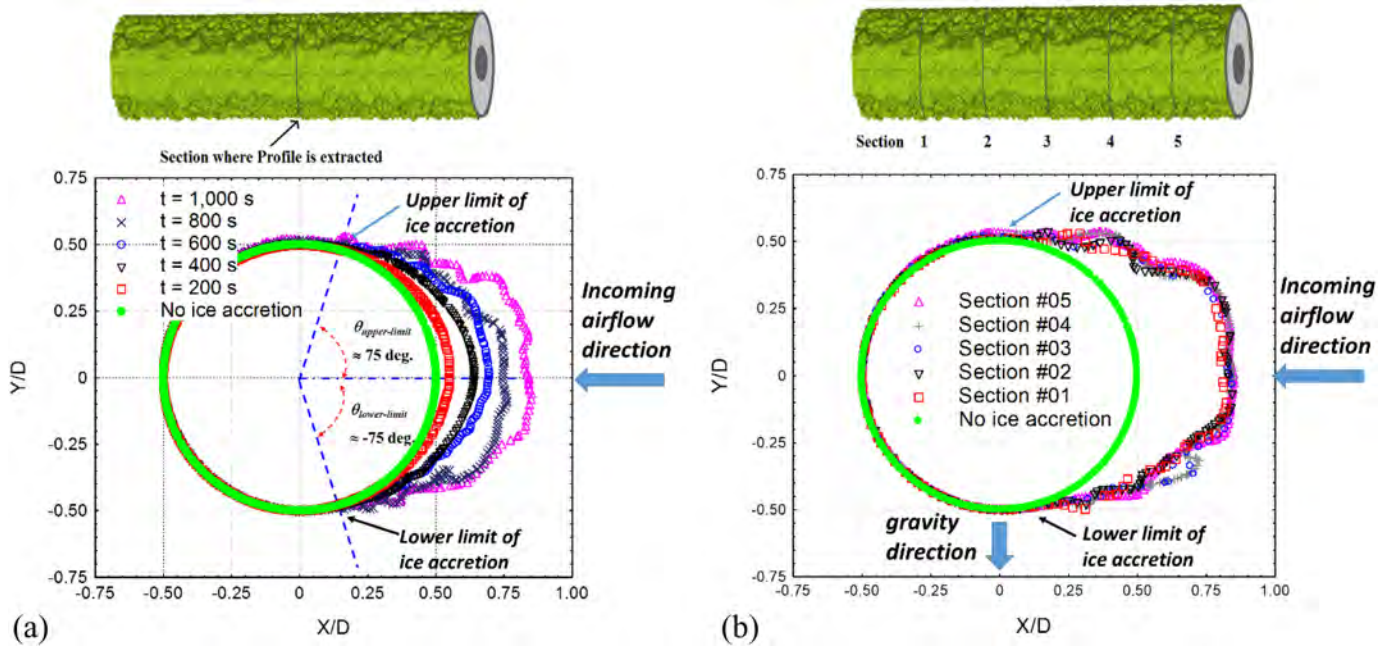 Section where Profile is extracted
0.75
0.50
0.25
0
-0.25
-0.50
-0.75
Y/D
t = 1,000 s
t = 800 s
t = 600 s
t = 400 s
t = 200 s
No ice accretion
Upper limit of
ice accretion
θupper-limit
≈ 75 deg.
θlower-limit
≈ -75 deg.
Incoming
airflow
direction
Lower limit of
ice accretion
-0.75
-0.50
-0.25
0
0.25
0.50
0.75
1.00
X/D
(a)
Section 1 2 3 4 5
0.75
0.50
0.25
0
-0.25
-0.50
-0.75
Y/D
Upper limit of
ice accretion
Section #05
Section #04
Section #03
Section #02
Section #01
No ice accretion
Incoming
airflow
direction
gravity
direction
Lower limit of
ice accretion
-0.75
-0.50
-0.25
0
0.25
0.50
0.75
1.00
X/D
(b)